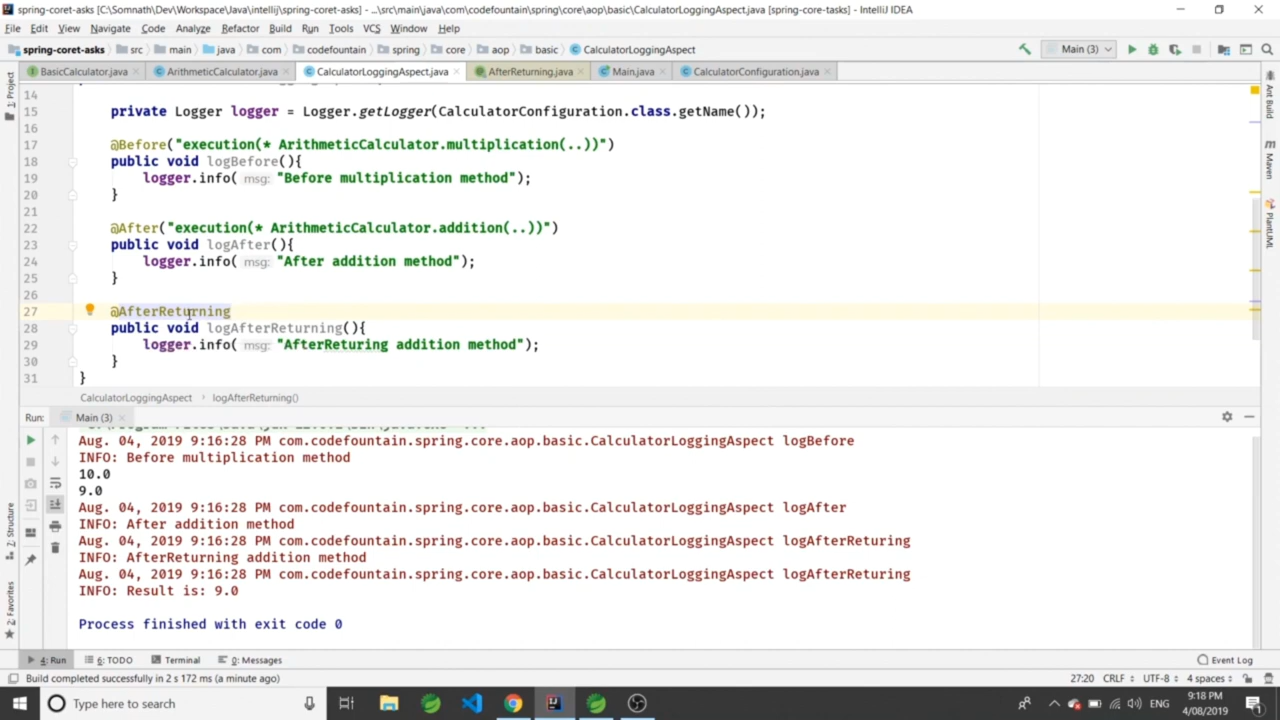 spring-coret-asks [C:\Somnath\Dev\Workspace\Java\intellij\spring-coret-asks] - ...\src\main\java\com\codefountain\spring\core\aop\basic\CalculatorLoggingAspect.java [spring-core-tasks] - IntelliJ IDEA
File Edit View Navigate Code Analyze Refactor Build Run Tools VCS Window Help
spring-coret-asks src main java com codefountain spring core aop basic CalculatorLoggingAspect Main (3)
BasicCalculator.java ArithmeticCalculator.java CalculatorLoggingAspect.java AfterReturning.java Main.java CalculatorConfiguration.java
1: Project
Ant Build
Maven
PlantUML
14
15 private Logger logger = Logger.getLogger(CalculatorConfiguration.class.getName());
16
17 @Before("execution(* ArithmeticCalculator.multiplication(..))")
18 public void logBefore(){
19 logger.info( msg: "Before multiplication method");
20 }
21
22 @After("execution(* ArithmeticCalculator.addition(..))")
23 public void logAfter(){
24 logger.info( msg: "After addition method");
25 }
26
27 @AfterReturning
28 public void logAfterReturning(){
29 logger.info( msg: "AfterReturing addition method");
30 }
31 }
CalculatorLoggingAspect › logAfterReturning()
Run: Main (3)
Aug. 04, 2019 9:16:28 PM com.codefountain.spring.core.aop.basic.CalculatorLoggingAspect logBefore
INFO: Before multiplication method
10.0
9.0
Aug. 04, 2019 9:16:28 PM com.codefountain.spring.core.aop.basic.CalculatorLoggingAspect logAfter
INFO: After addition method
Aug. 04, 2019 9:16:28 PM com.codefountain.spring.core.aop.basic.CalculatorLoggingAspect logAfterReturing
INFO: AfterReturning addition method
Aug. 04, 2019 9:16:28 PM com.codefountain.spring.core.aop.basic.CalculatorLoggingAspect logAfterReturing
INFO: Result is: 9.0
Process finished with exit code 0
Z: Structure
2: Favorites
4: Run 6: TODO Terminal 0: Messages Event Log
Build completed successfully in 2 s 172 ms (a minute ago) 27:20 CRLF UTF-8 4 spaces
Type here to search
ENG
9:18 PM
4/08/2019
1